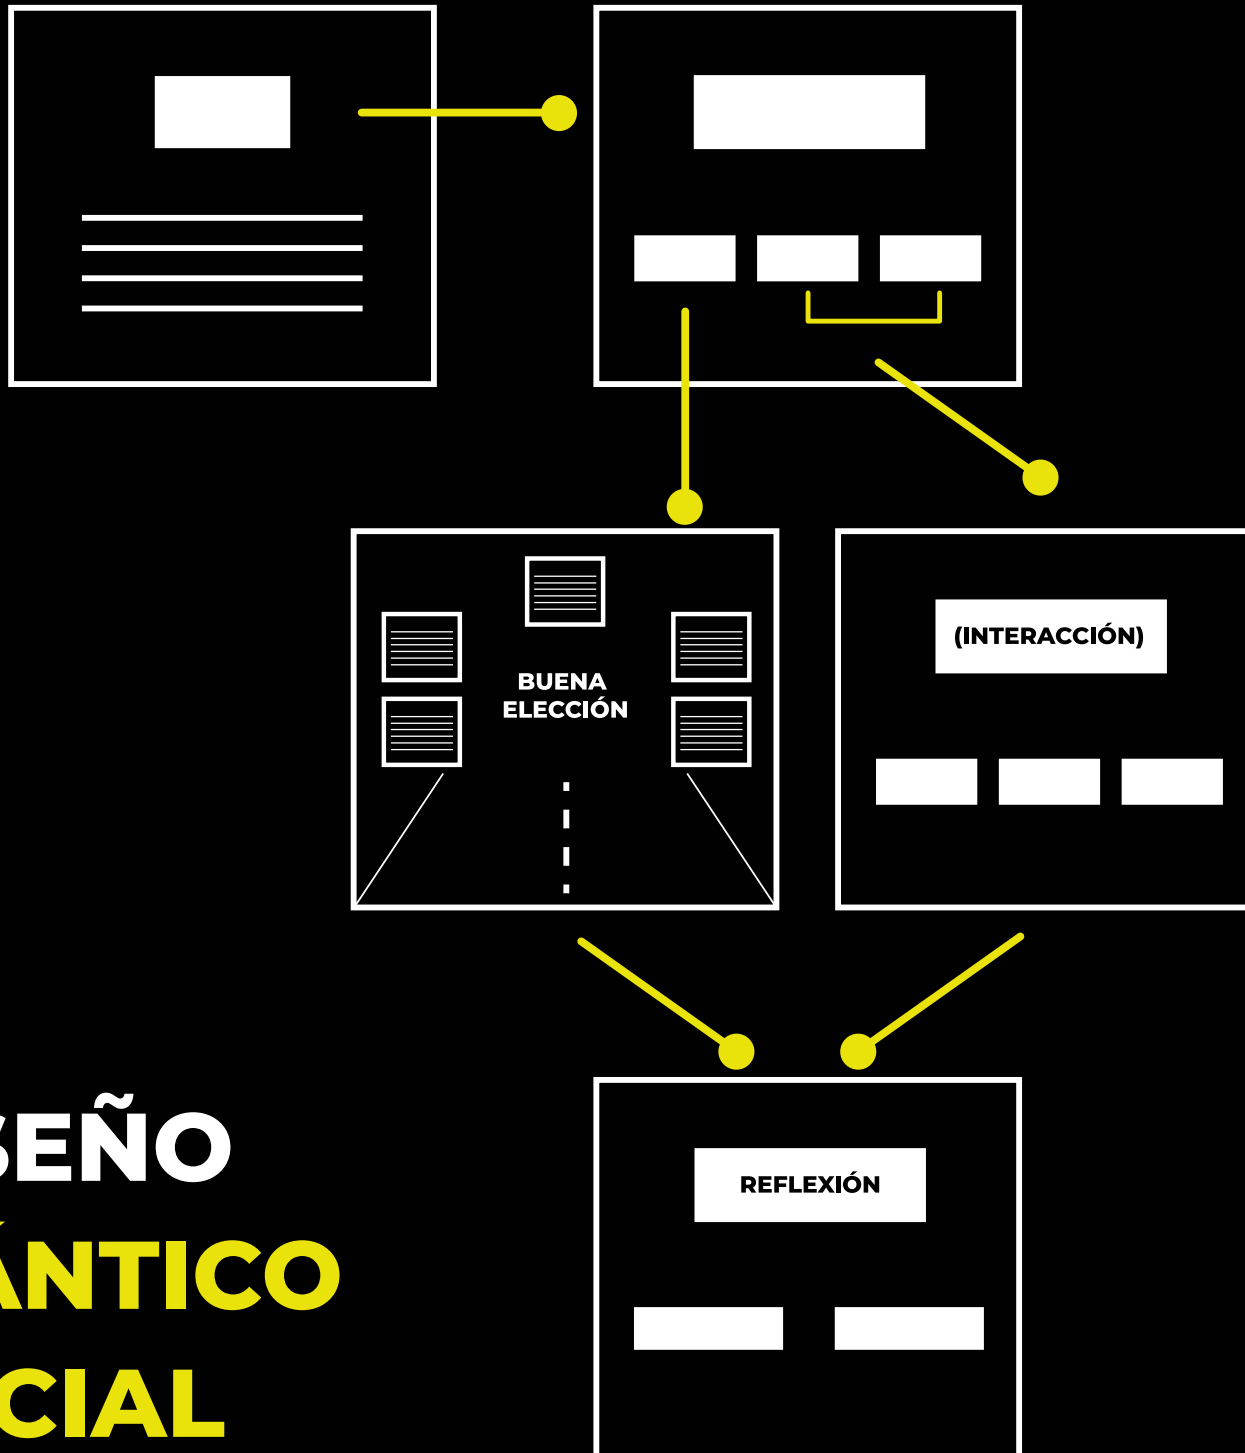 (INTERACCIÓN)
BUENA
ELECCIÓN
SEÑO
ÁNTICO
CIAL
REFLEXIÓN